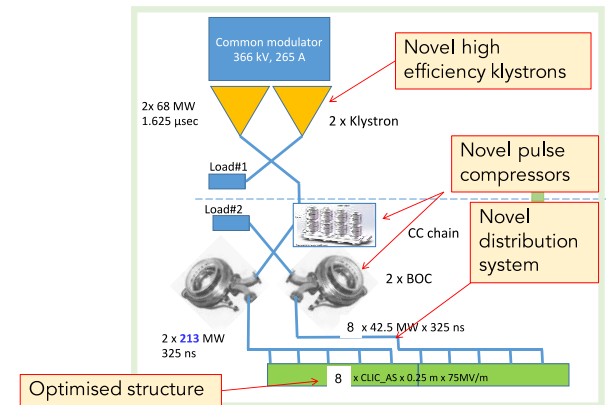 Common modulator
366 kV, 265 A
Novel high
efficiency klystrons
2x 68 MW
1.625 μsec
2 x Klystron
Load#1
Novel pulse
compressors
Load#2
CC chain
Novel
distribution
system
2 x BOC
8 x 42.5 MW x 325 ns
2 x 213 MW
325 ns
8 x CLIC_AS x 0.25 m x 75MV/m
Optimised structure